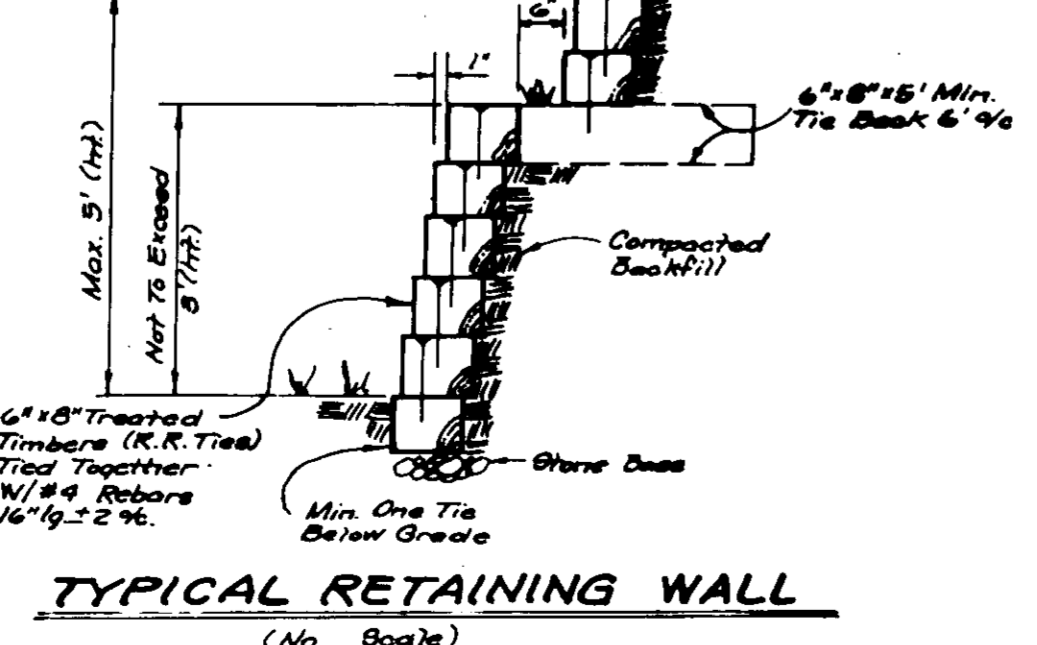 6"
1"
6"x8"x5' Min.
Tie Back 6' o/c
Max. 5' (ht.)
Not To Exceed
(ht.)
Compacted
Backfill
6"x8" Treated
Timbers (R.R. Ties)
Tied Together
W/#4 Rebars
16" lg ± 2
Stone Base
Min. One Tie
Below Grade
TYPICAL RETAINING WALL
(No Scale)